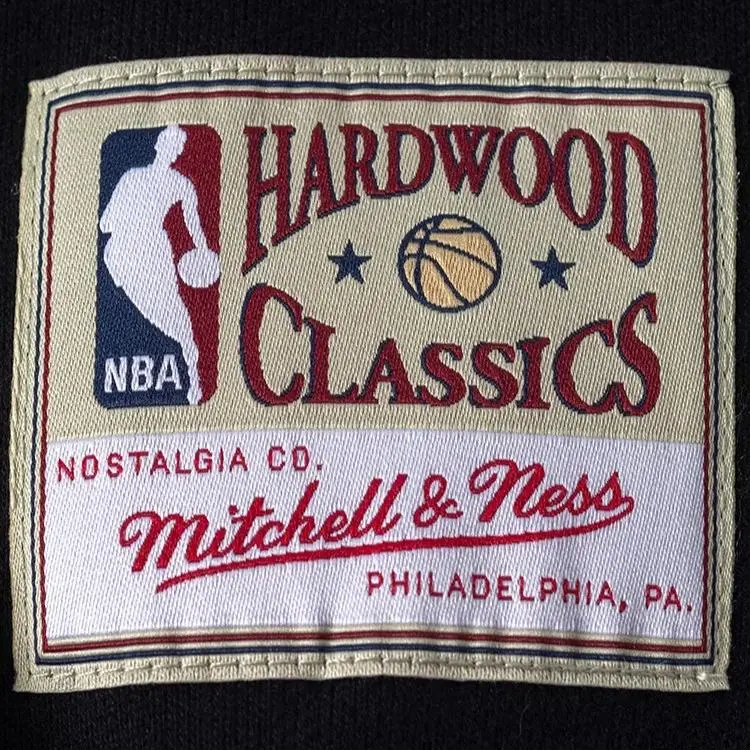 NBA
HARDWOOD
CLASSICS
NOSTALGIA CO.
Mitchell & Ness
PHILADELPHIA, PA.